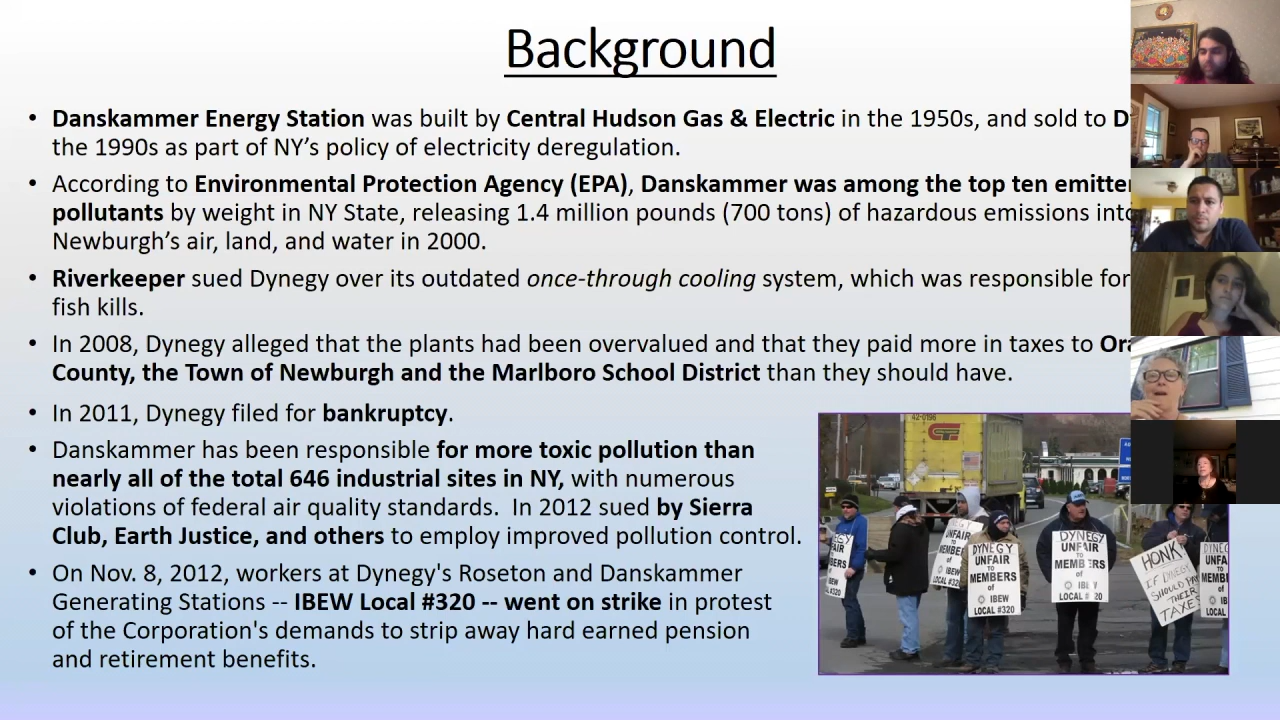 Background
• Danskammer Energy Station was built by Central Hudson Gas & Electric in the 1950s, and sold to
the 1990s as part of NY’s policy of electricity deregulation.
• According to Environmental Protection Agency (EPA), Danskammer was among the top ten
pollutants by weight in NY State, releasing 1.4 million pounds (700 tons) of hazardous emissions
Newburgh’s air, land, and water in 2000.
• Riverkeeper sued Dynegy over its outdated once-through cooling system, which was responsible for
fish kills.
• In 2008, Dynegy alleged that the plants had been overvalued and that they paid more in taxes to
County, the Town of Newburgh and the Marlboro School District than they should have.
• In 2011, Dynegy filed for bankruptcy.
• Danskammer has been responsible for more toxic pollution than
nearly all of the total 646 industrial sites in NY, with numerous
violations of federal air quality standards.  In 2012 sued by Sierra
Club, Earth Justice, and others to employ improved pollution control.
• On Nov. 8, 2012, workers at Dynegy's Roseton and Danskammer
Generating Stations -- IBEW Local #320 -- went on strike in protest
of the Corporation's demands to strip away hard earned pension
and retirement benefits.
UNFAIR
TO
DYNEGY
UNFAIR
TO
MEMBERS
of
IBEW
LOCAL #320
DYNEGY
UNFAIR
TO
HONK
IF DYNEGY
SHOULD PAY
THEIR
TAXES